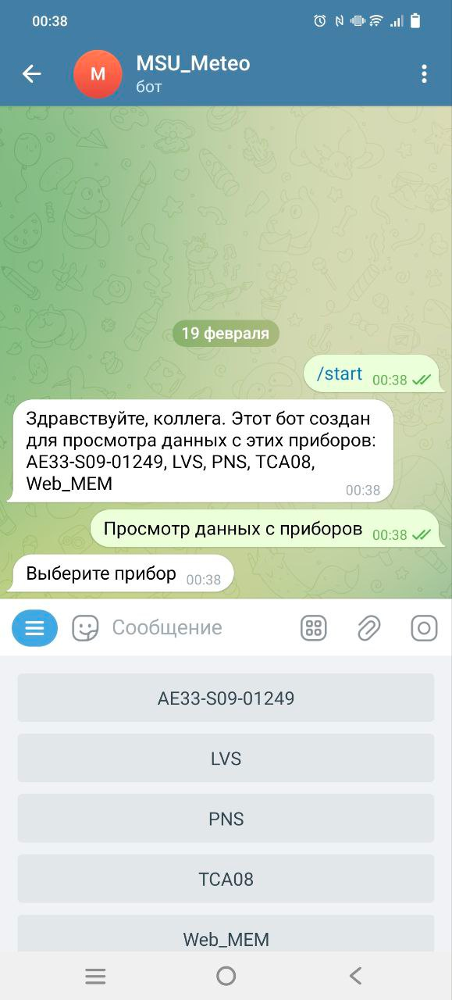 00:38
M
MSU_Meteo
бот
19 февраля
/start 00:38
Здравствуйте, коллега. Этот бот создан
для просмотра данных с этих приборов:
AE33-S09-01249, LVS, PNS, TCA08,
Web_MEM
00:38
Просмотр данных с приборов 00:38
Выберите прибор 00:38
Сообщение
AE33-S09-01249
LVS
PNS
TCA08
Web_MEM